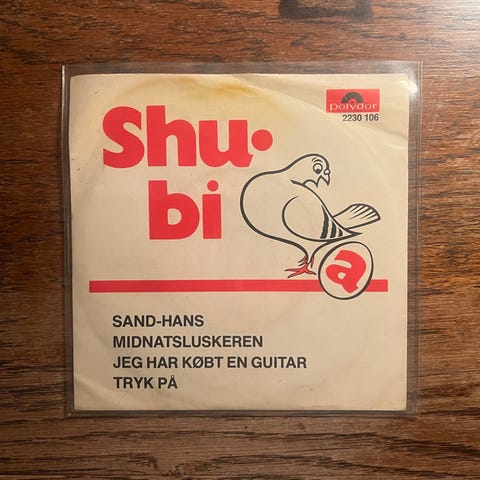 Shu•
bi
a
polydor
2230 106
SAND-HANS
MIDNATSLUSKEREN
JEG HAR KØBT EN GUITAR
TRYK PÅ